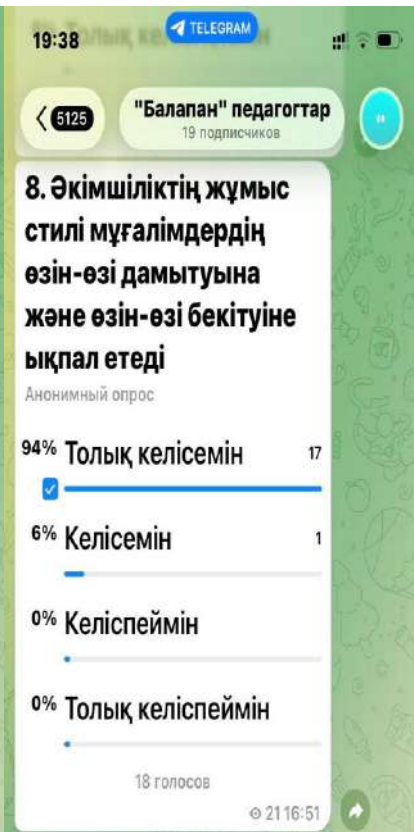 19:38
TELEGRAM
5125
"Балапан" педагогтар
19 подписчиков
8. Әкімшіліктің жұмыс
стилі мұғалімдердің
өзін-өзі дамытуына
және өзін-өзі бекітуіне
ықпал етеді
Анонимный опрос
94% Толық келісемін 17
6% Келісемін 1
0% Келіспеймін
0% Толық келіспеймін
18 голосов
21 16:51